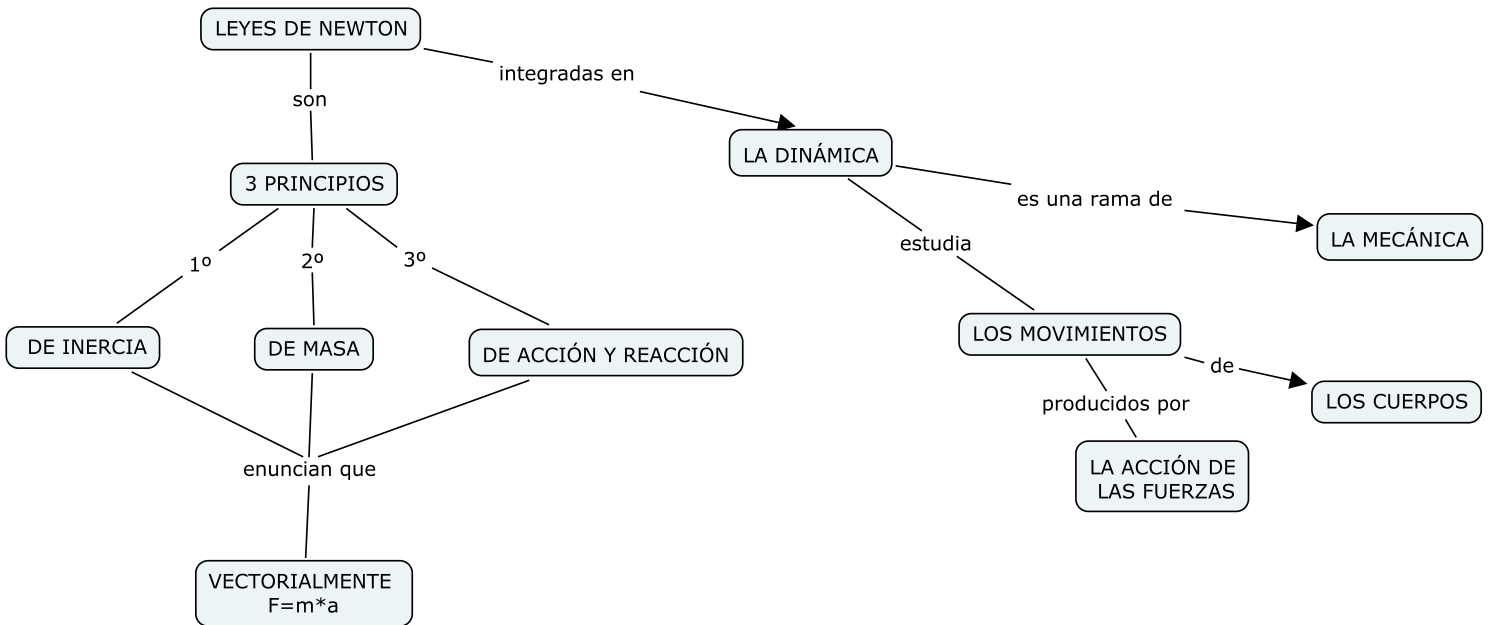 LEYES DE NEWTON
integradas en
son
LA DINÁMICA
3 PRINCIPIOS
es una rama de
LA MECÁNICA
estudia
1º
2º
3º
LOS MOVIMIENTOS
DE INERCIA
DE MASA
DE ACCIÓN Y REACCIÓN
de
LOS CUERPOS
producidos por
enuncian que
LA ACCIÓN DE
LAS FUERZAS
VECTORIALMENTE
F=m*a